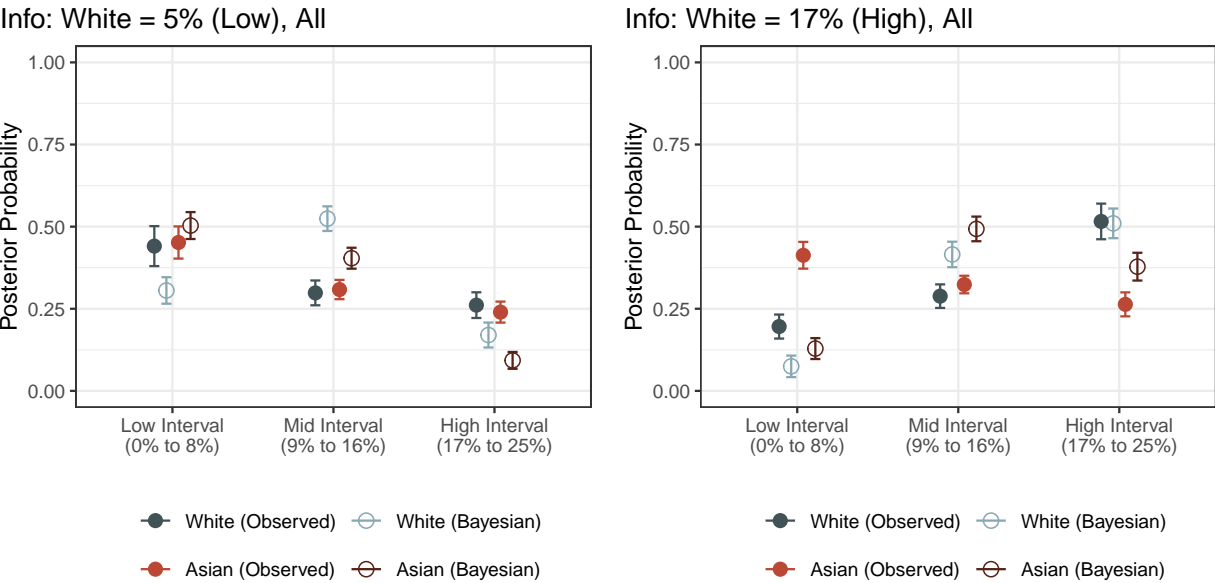 Info: White = 5% (Low), All
Posterior Probability
1.00
0.75
0.50
0.25
0.00
Low Interval
(0% to 8%)
Mid Interval
(9% to 16%)
High Interval
(17% to 25%)
White (Observed)
White (Bayesian)
Asian (Observed)
Asian (Bayesian)
Info: White = 17% (High), All
Posterior Probability
1.00
0.75
0.50
0.25
0.00
Low Interval
(0% to 8%)
Mid Interval
(9% to 16%)
High Interval
(17% to 25%)
White (Observed)
White (Bayesian)
Asian (Observed)
Asian (Bayesian)